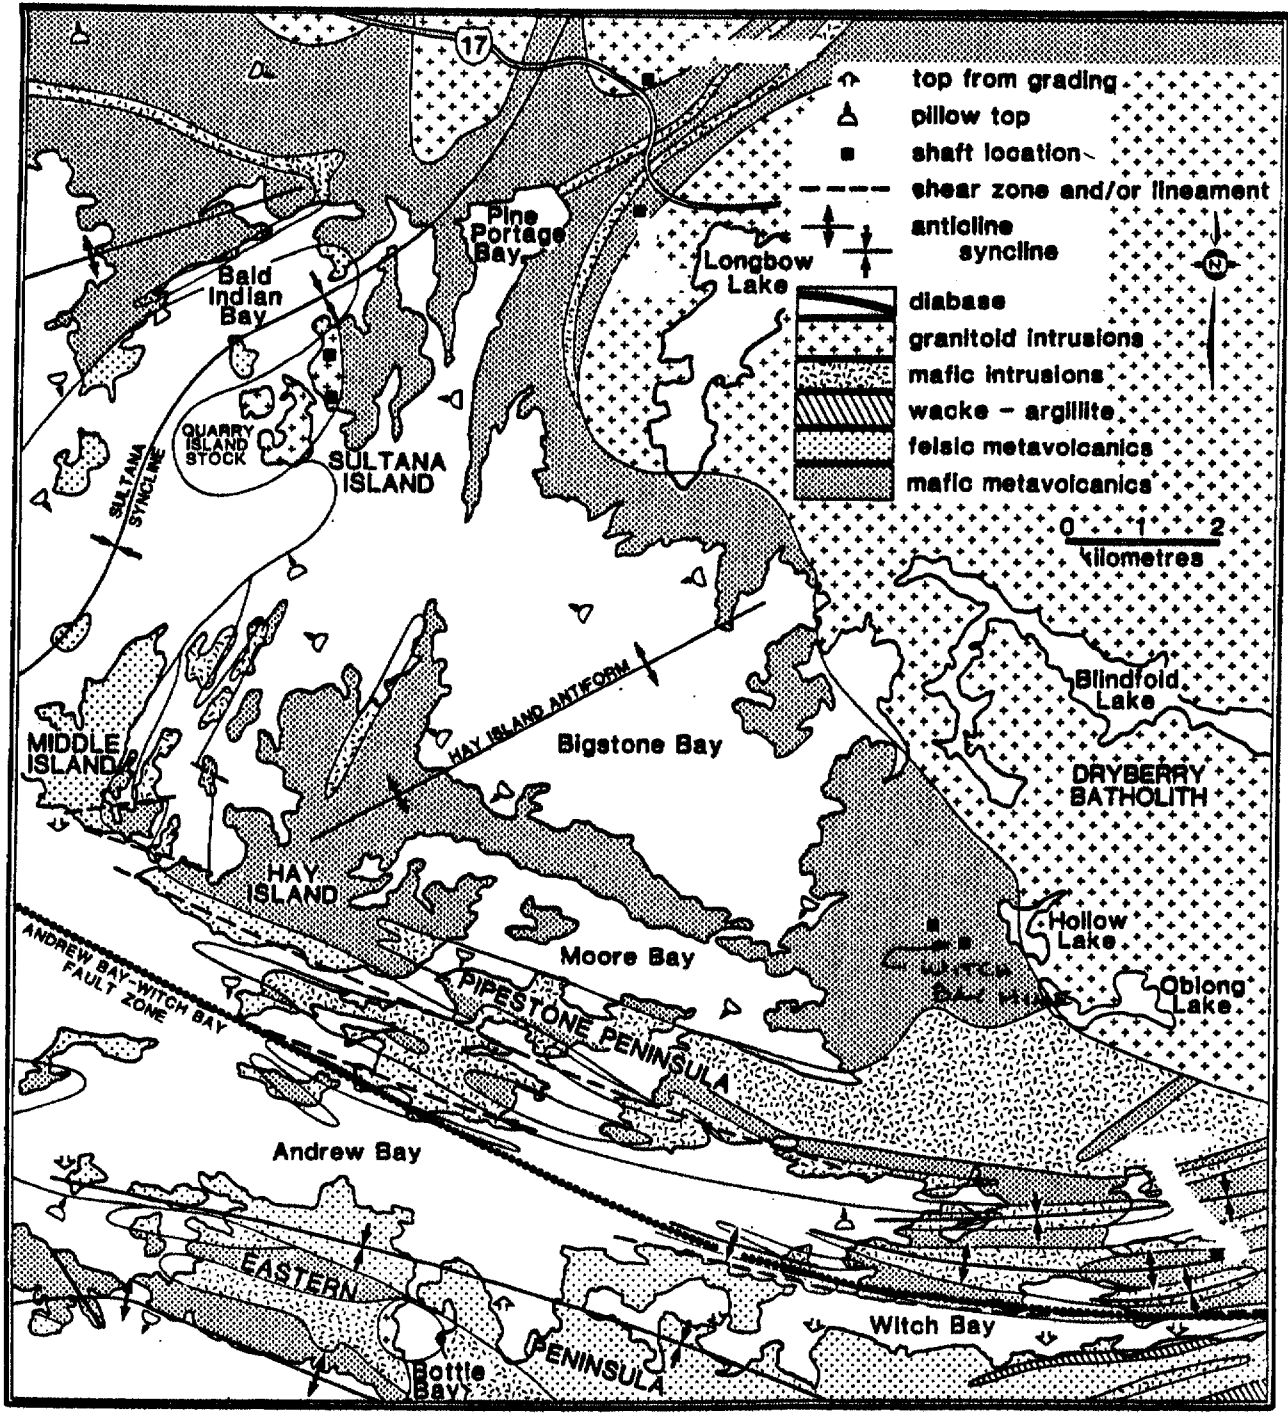 17
top from grading
pillow top
shaft location
shear zone and/or lineament
anticline
syncline
N
diabase
granitoid intrusions
mafic intrusions
wacke - argillite
felsic metavolcanics
mafic metavolcanics
0 1 2
kilometres
Pine
Portage
Bay
Longbow
Lake
Bald
Indian
Bay
QUARRY
ISLAND
STOCK
SULTANA
ISLAND
SULTANA
SYNCLINE
HAY ISLAND ANTIFORM
Bigstone Bay
Blindfold
Lake
DRYBERRY
BATHOLITH
MIDDLE
ISLAND
HAY
ISLAND
Hollow
Lake
Moore Bay
WITCH
BAY MINE
Oblong
Lake
ANDREW BAY-WITCH BAY
FAULT ZONE
PIPESTONE PENINSULA
Andrew Bay
EASTERN
PENINSULA
Witch Bay
Bottle
Bay